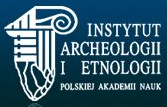 INSTYTUT
ARCHEOLOGII
I ETNOLOGII
POLSKIEJ AKADEMII NAUK